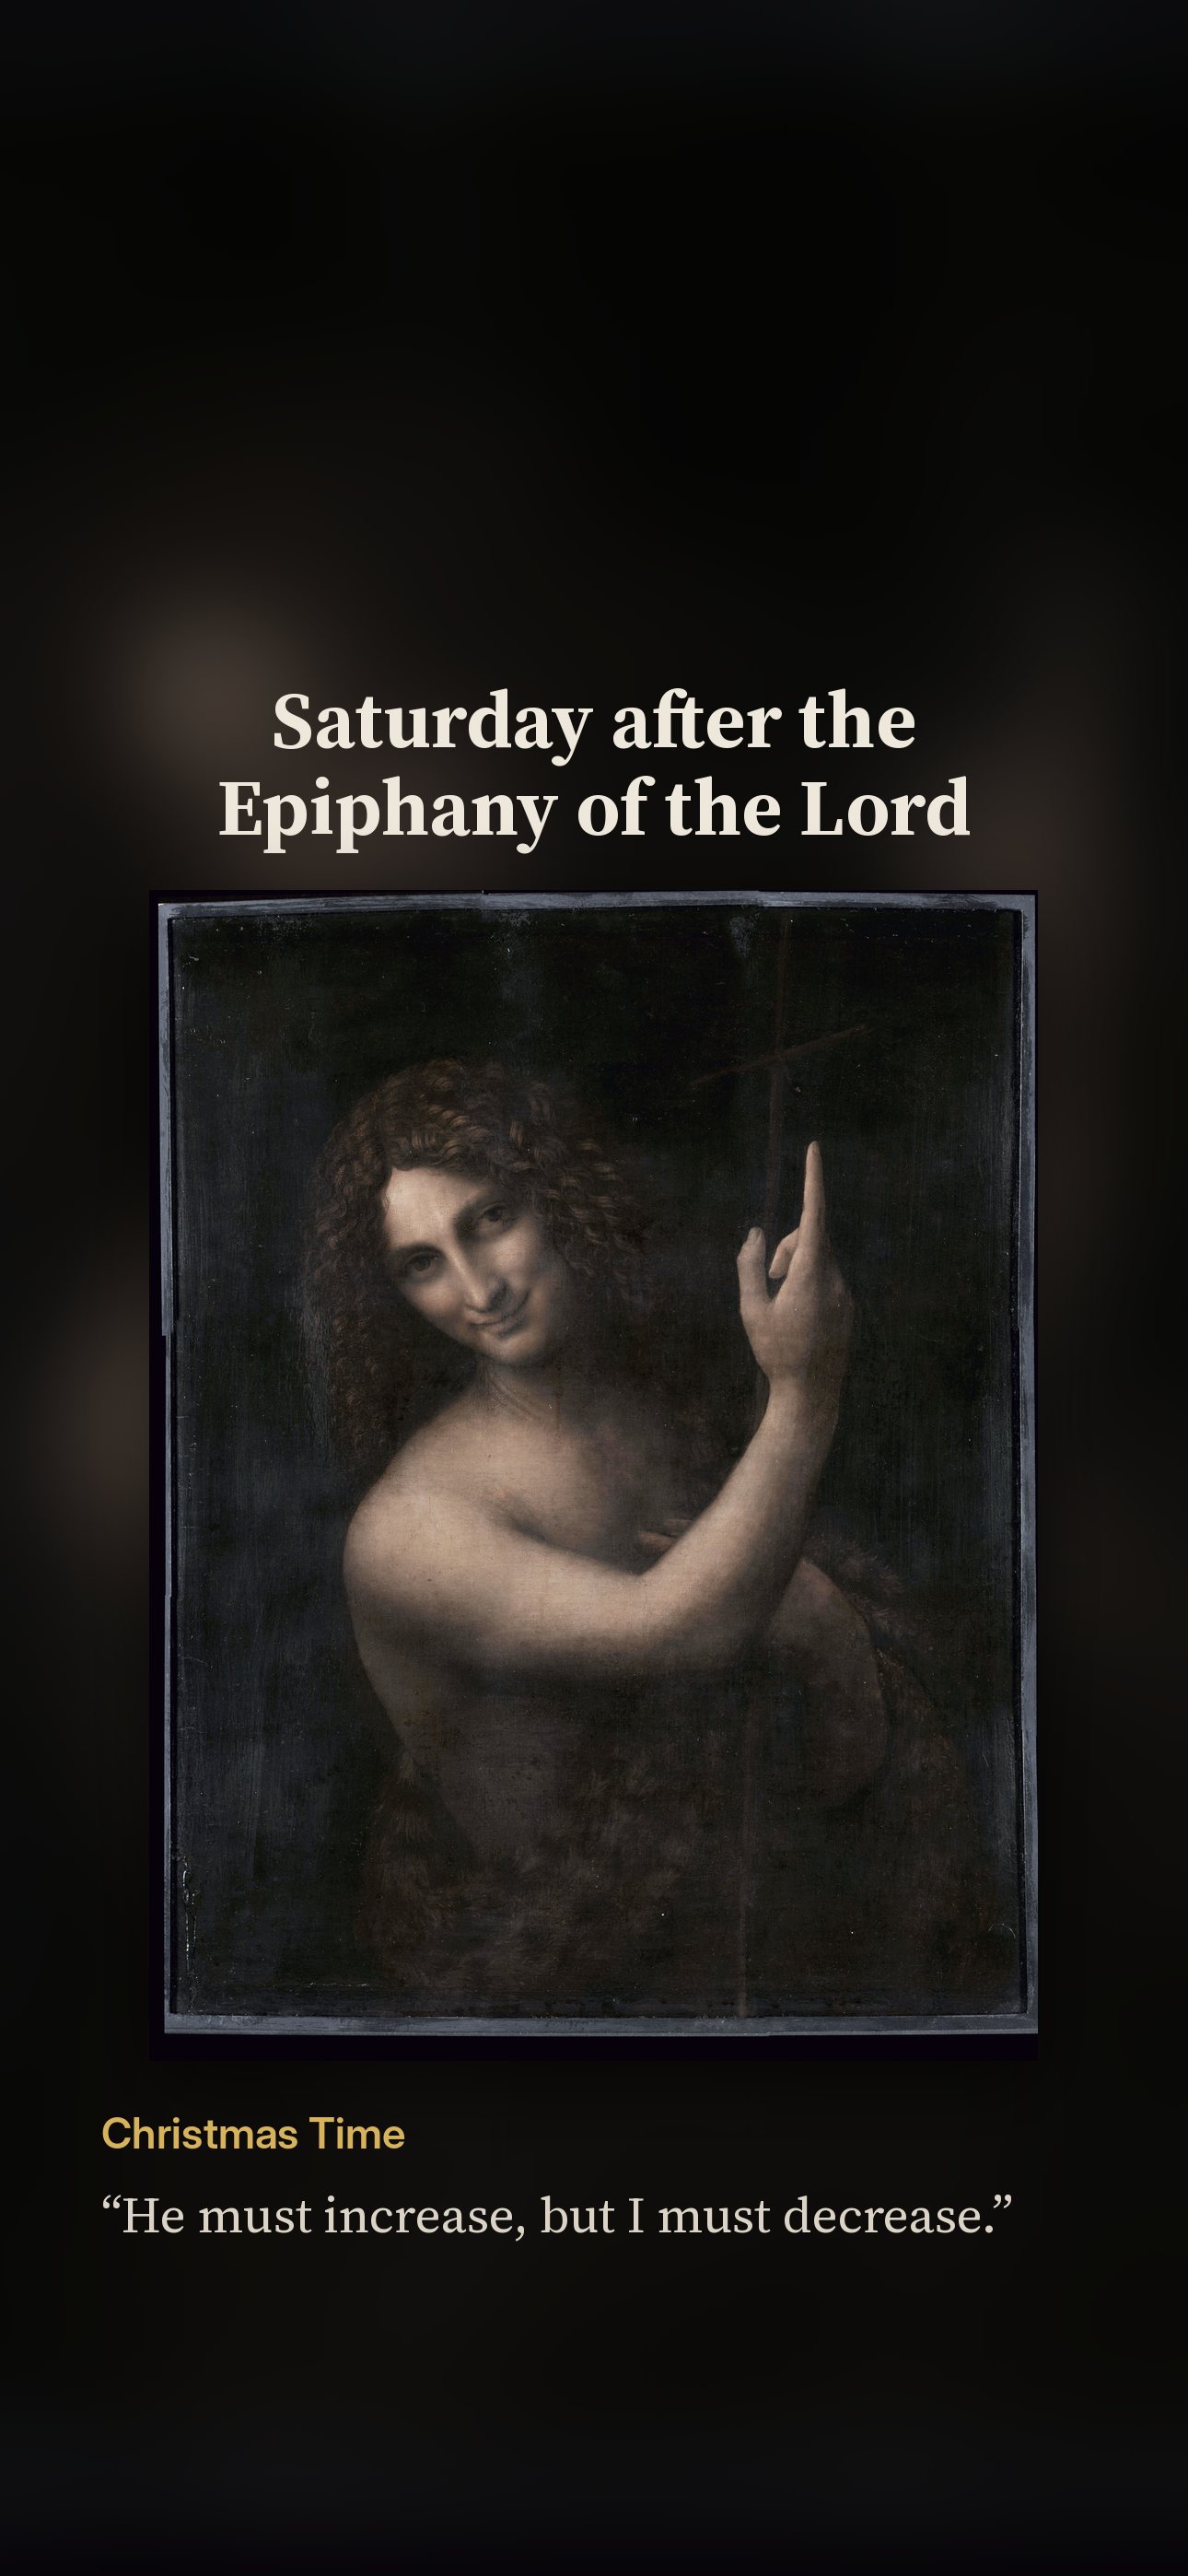 Saturday after the
Epiphany of the Lord
Christmas Time
“He must increase, but I must decrease.”